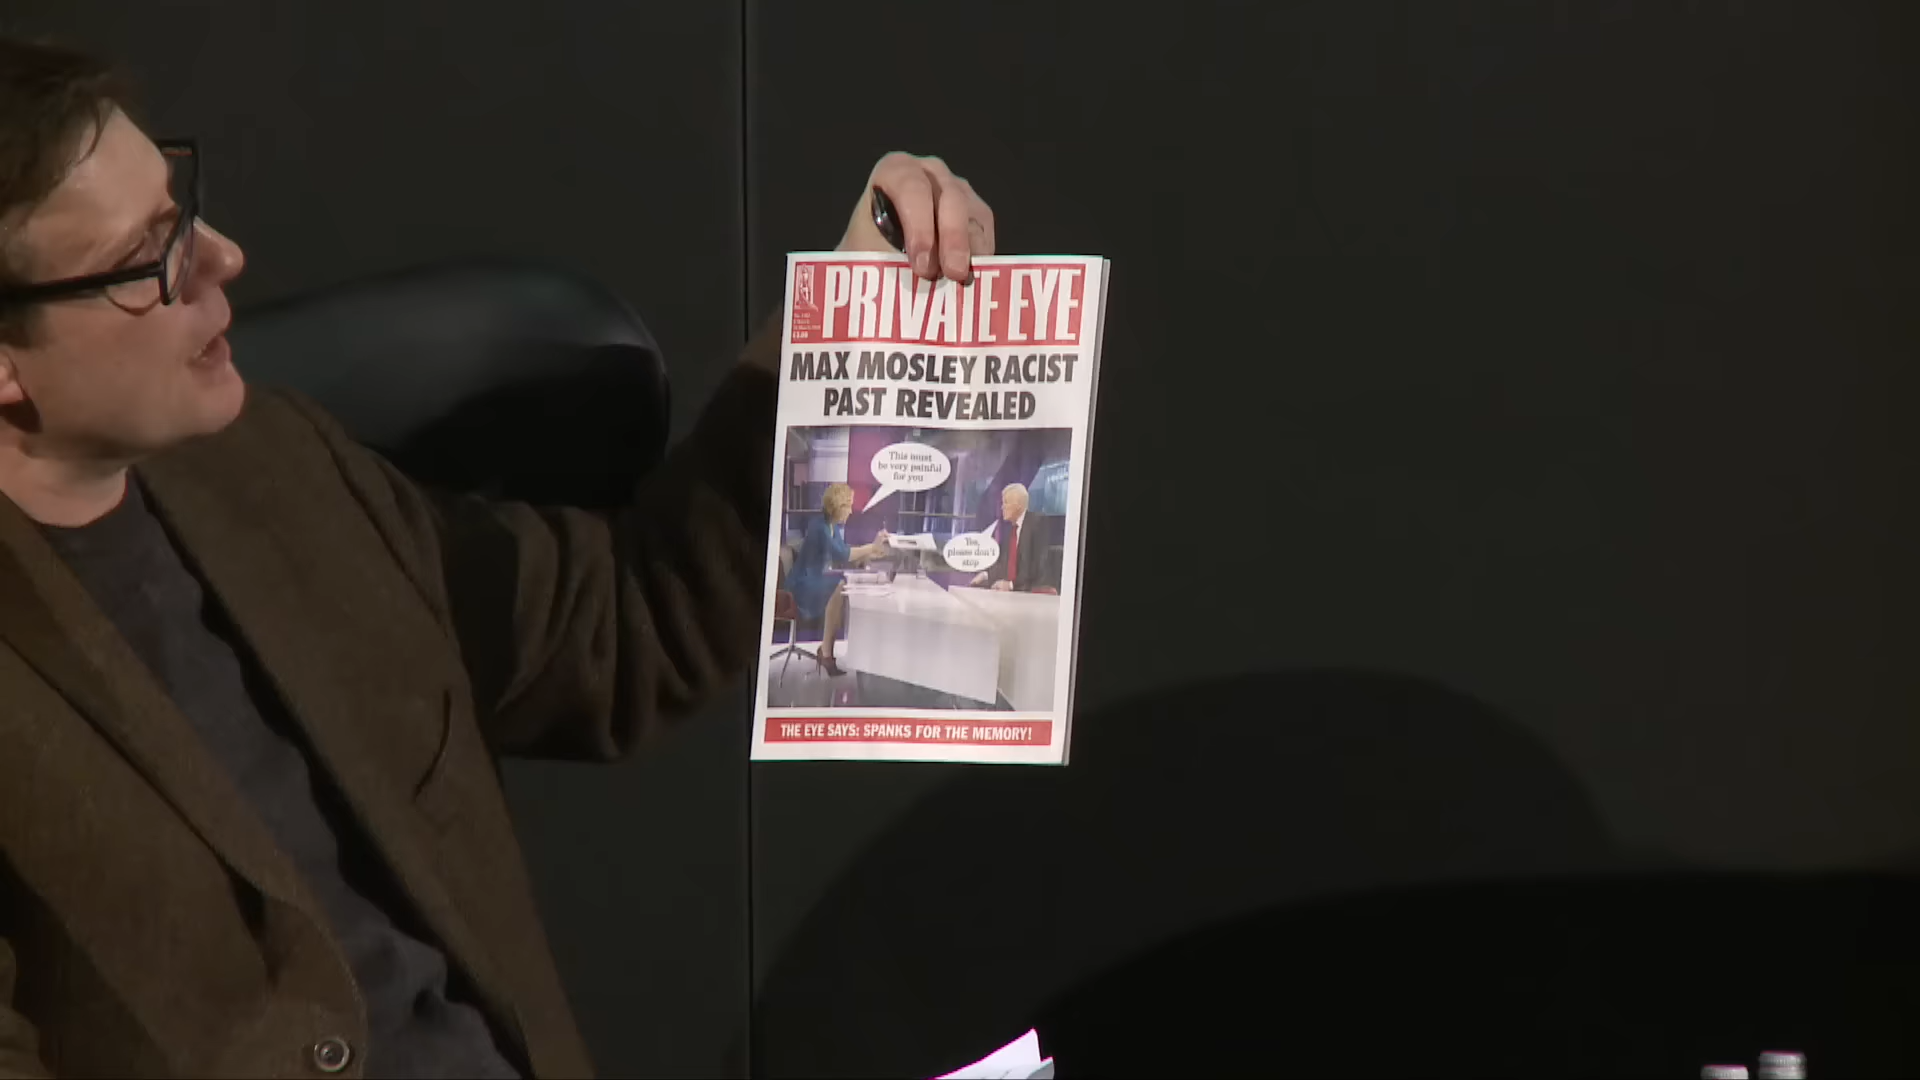 PRIVATE EYE
MAX MOSLEY RACIST
PAST REVEALED
This must
be very painful
for you
Yes,
please don't
stop
THE EYE SAYS: SPANKS FOR THE MEMORY!